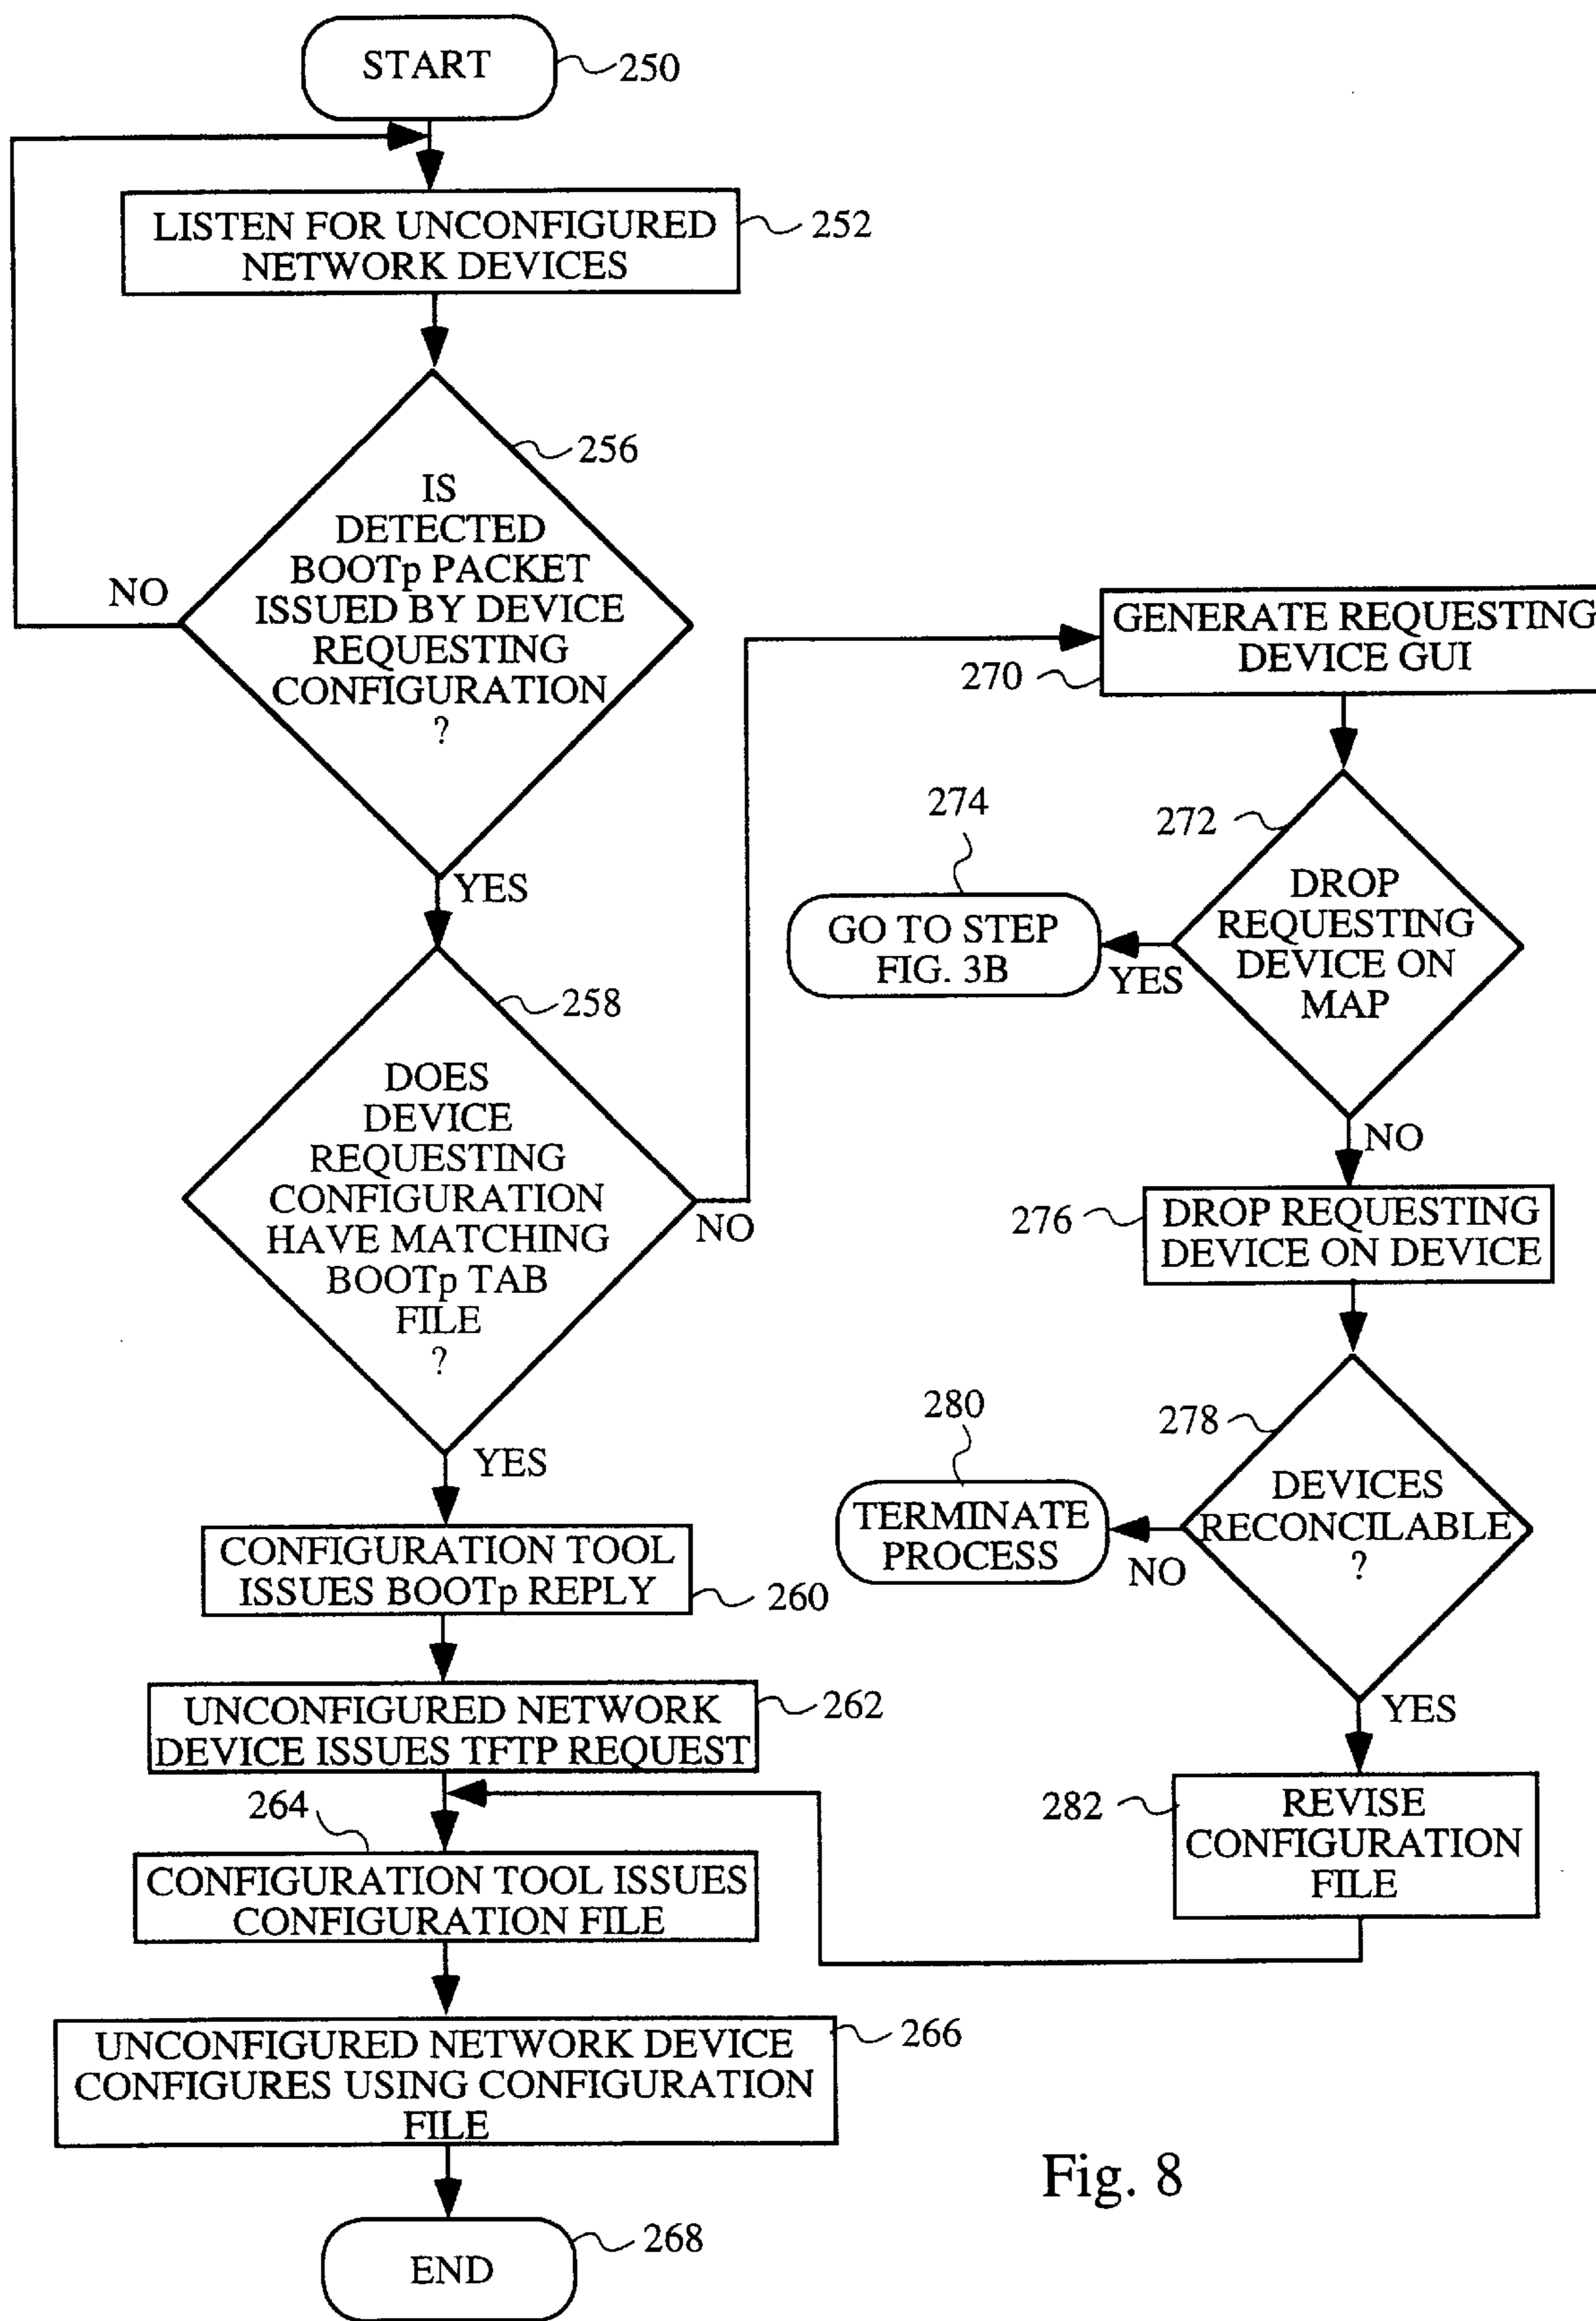 START
250
LISTEN FOR UNCONFIGURED
NETWORK DEVICES
252
256
IS
DETECTED
BOOTp PACKET
ISSUED BY DEVICE
REQUESTING
CONFIGURATION
?
NO
YES
258
DOES
DEVICE
REQUESTING
CONFIGURATION
HAVE MATCHING
BOOTp TAB
FILE
?
NO
YES
CONFIGURATION TOOL
ISSUES BOOTp REPLY
260
UNCONFIGURED NETWORK
DEVICE ISSUES TFTP REQUEST
262
264
CONFIGURATION TOOL ISSUES
CONFIGURATION FILE
UNCONFIGURED NETWORK DEVICE
CONFIGURES USING CONFIGURATION
FILE
266
END
268
GENERATE REQUESTING
DEVICE GUI
270
272
DROP
REQUESTING
DEVICE ON
MAP
274
GO TO STEP
FIG. 3B
YES
NO
276
DROP REQUESTING
DEVICE ON DEVICE
278
DEVICES
RECONCILABLE
?
280
TERMINATE
PROCESS
NO
YES
282
REVISE
CONFIGURATION
FILE
Fig. 8